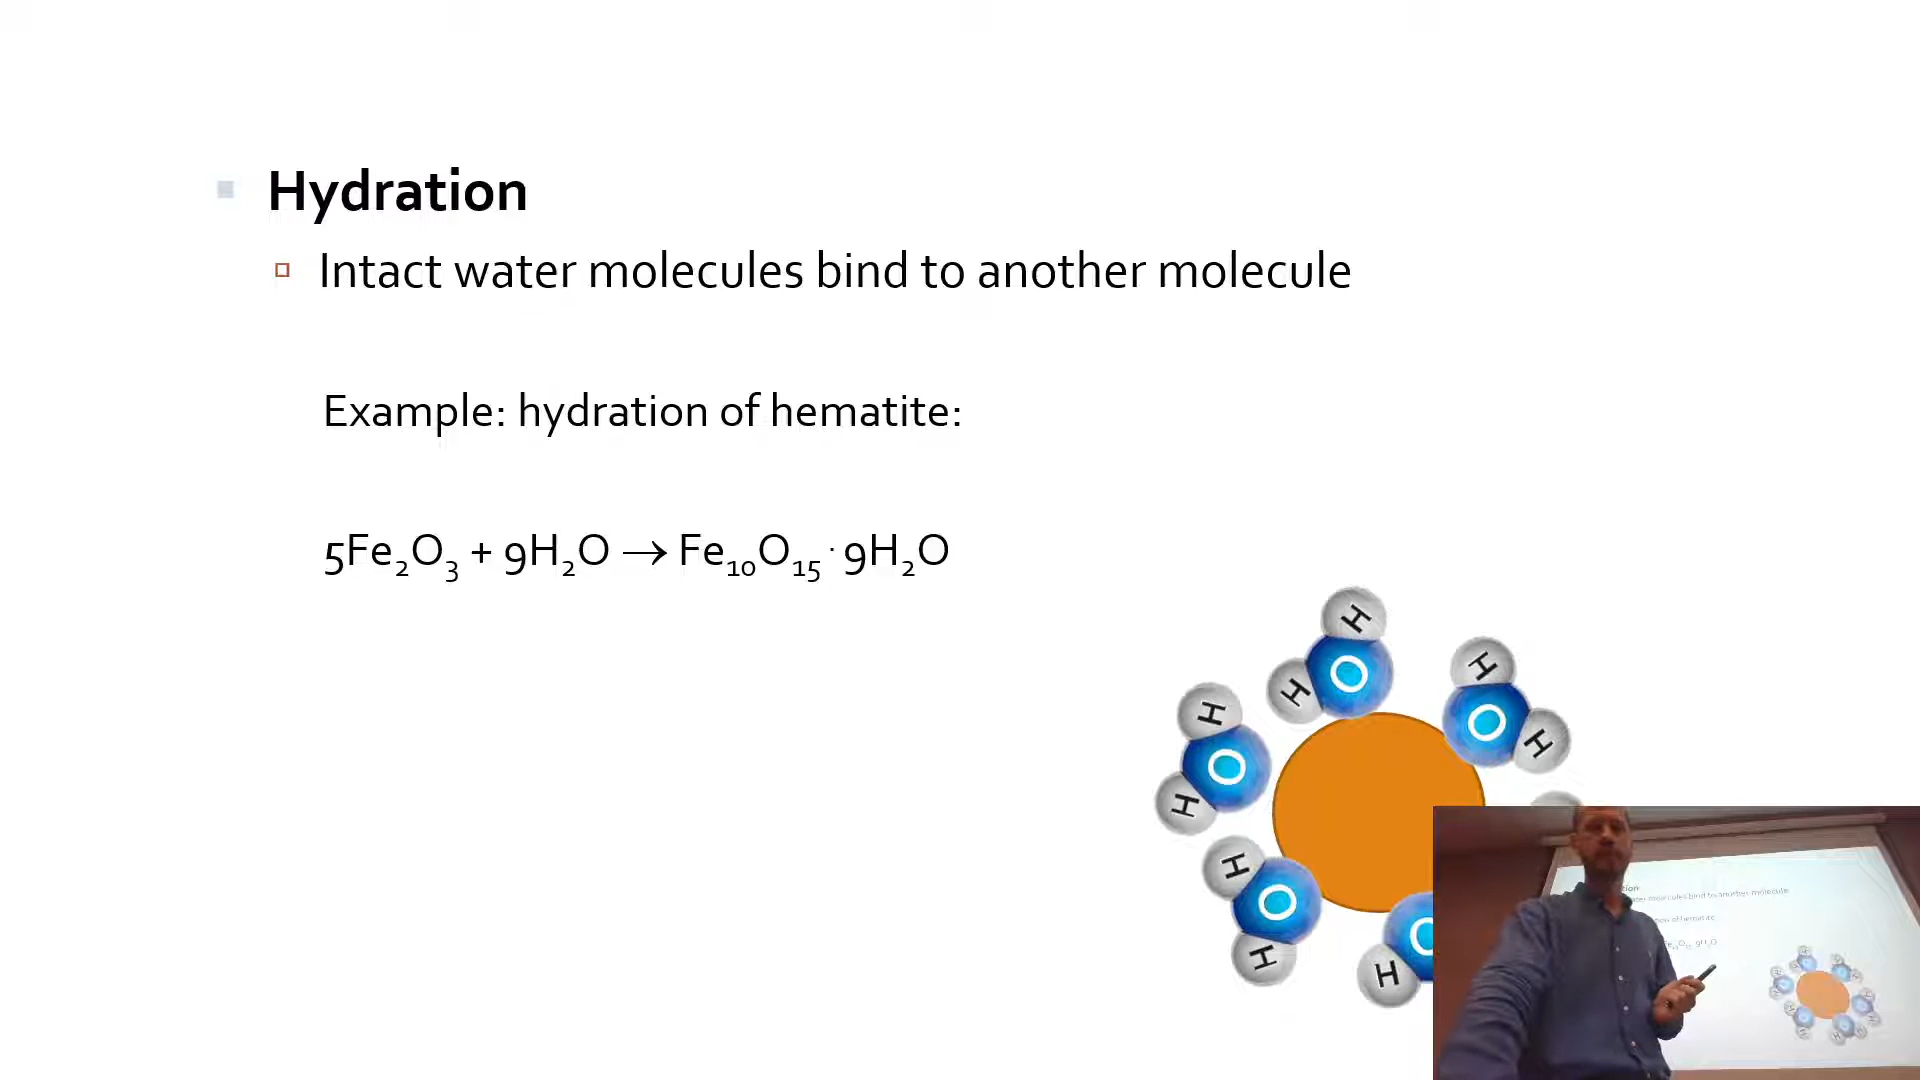 Hydration
Intact water molecules bind to another molecule
Example: hydration of hematite:
5Fe₂O₃ + 9H₂O → Fe₁₀O₁₅ · 9H₂O
H
H O
H
O H
H
O
H
H
O
H
O
H